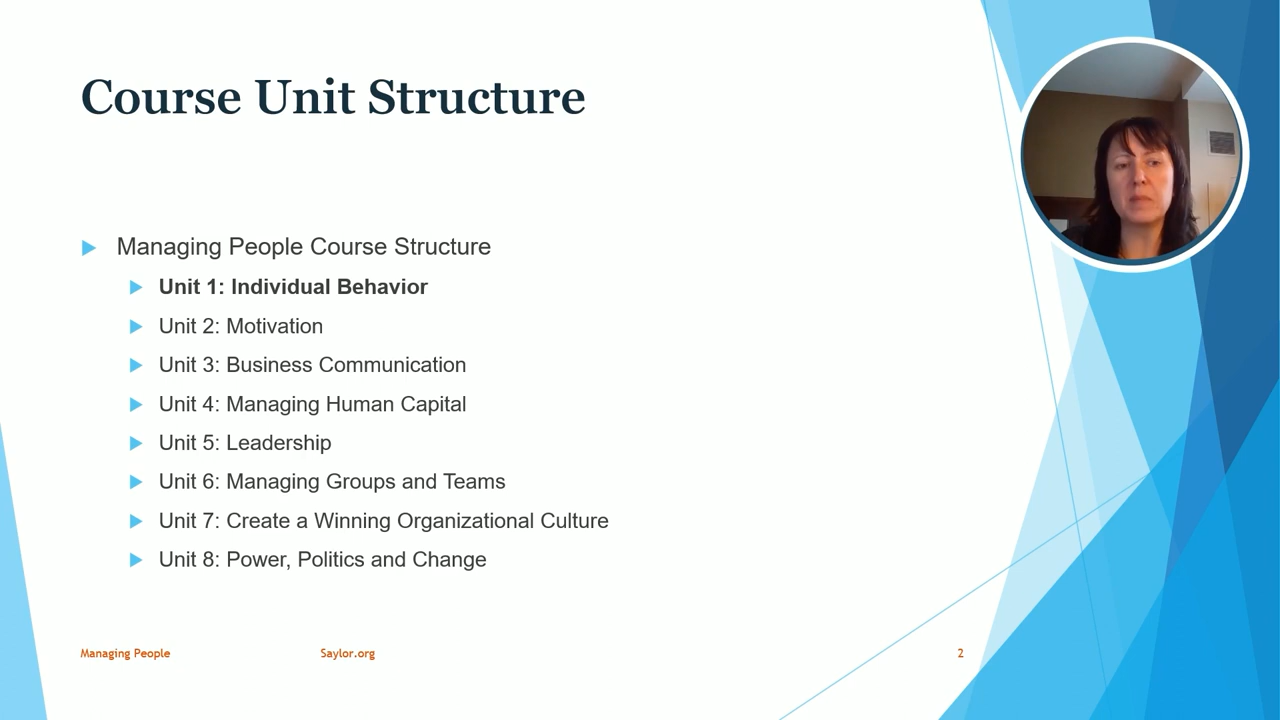 Course Unit Structure
Managing People Course Structure
Unit 1: Individual Behavior
Unit 2: Motivation
Unit 3: Business Communication
Unit 4: Managing Human Capital
Unit 5: Leadership
Unit 6: Managing Groups and Teams
Unit 7: Create a Winning Organizational Culture
Unit 8: Power, Politics and Change
Managing People Saylor.org 2